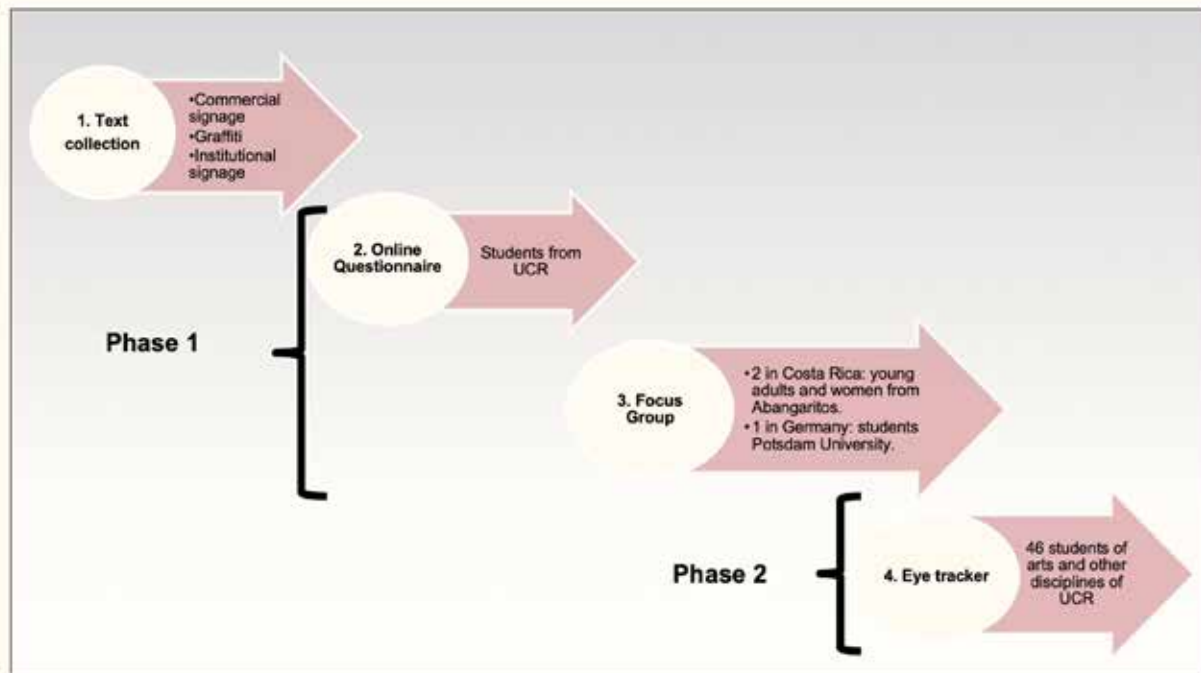 1. Text
collection
•Commercial
signage
•Graffiti
•Institutional
signage
2. Online
Questionnaire
Students from
UCR
Phase 1
3. Focus
Group
•2 in Costa Rica: young
adults and women from
Abangaritos.
•1 in Germany: students
Potsdam University.
Phase 2
4. Eye tracker
46 students of
arts and other
disciplines of
UCR